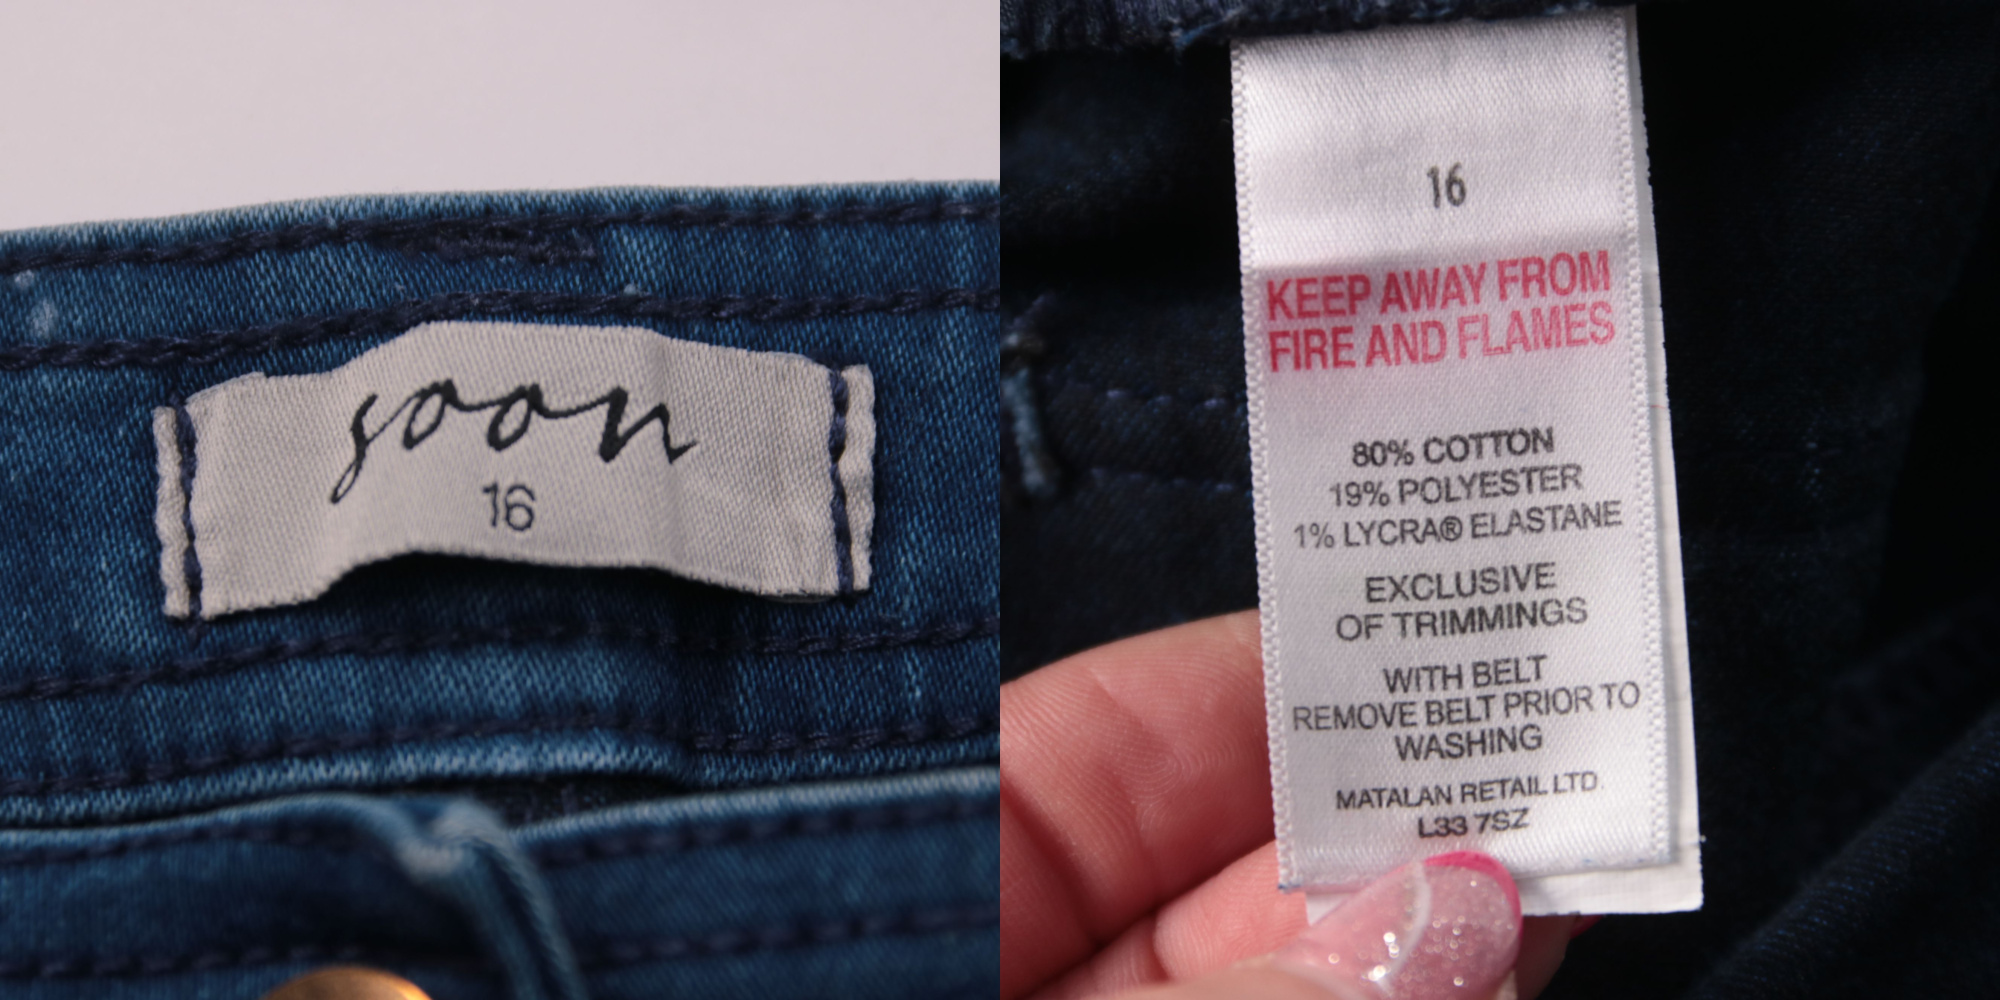 soon
16
16
KEEP AWAY FROM
FIRE AND FLAMES
80% COTTON
19% POLYESTER
1% LYCRA® ELASTANE
EXCLUSIVE
OF TRIMMINGS
WITH BELT
REMOVE BELT PRIOR TO
WASHING
MATALAN RETAIL LTD.
L33 7SZ